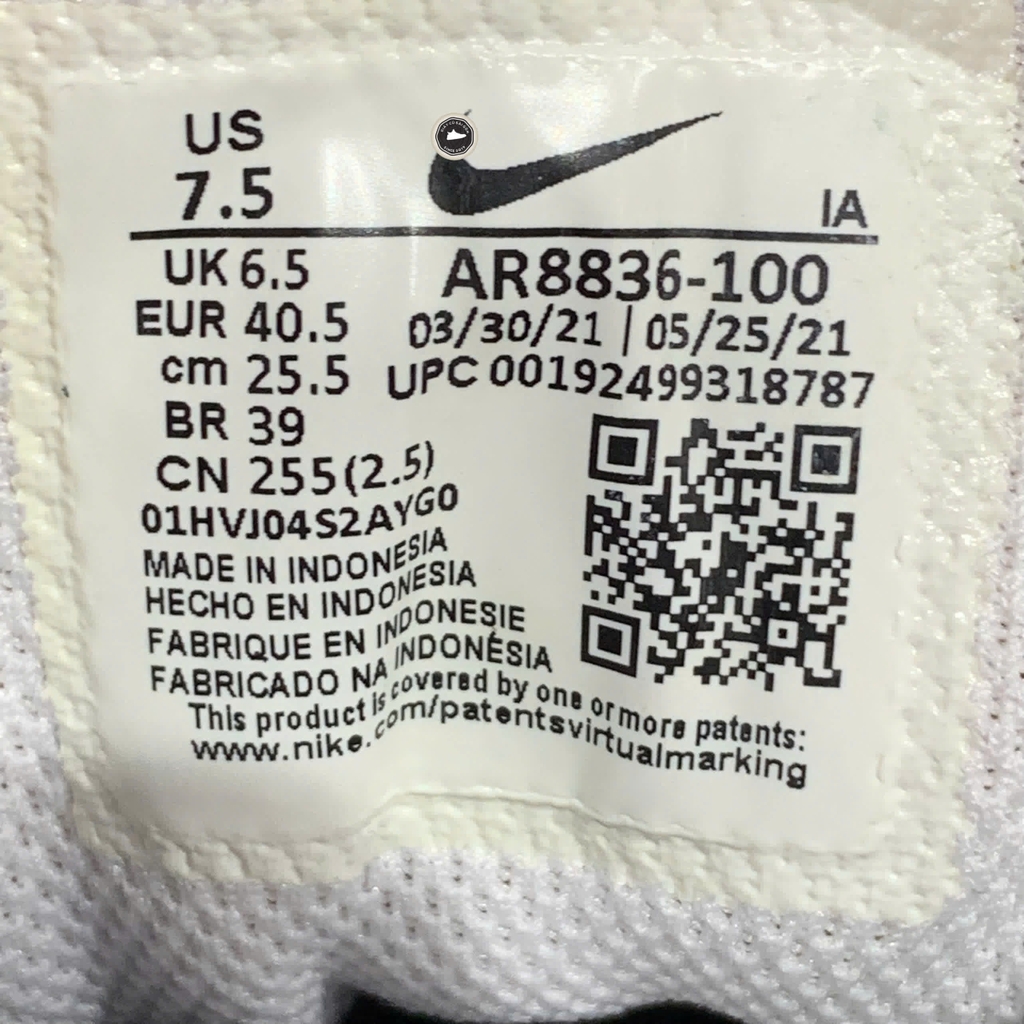 US
7.5
IA
UK 6.5
EUR 40.5
cm 25.5
BR 39
CN 255(2.5)
AR8836-100
03/30/21 | 05/25/21
UPC 00192499318787
01HVJ04S2AYG0
MADE IN INDONESIA
HECHO EN INDONESIA
FABRIQUE EN INDONESIE
FABRICADO NA INDONÉSIA
This product is covered by one or more patents:
www.nike.com/patentsvirtualmarking